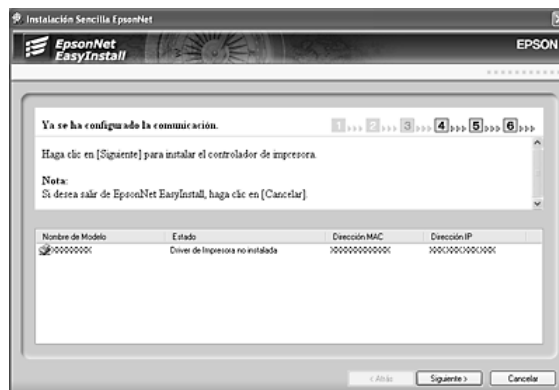 Instalación Sencilla EpsonNet
EpsonNet
EasyInstall
EPSON
Ya se ha configurado la comunicación.
1 2 3 4 5 6
Haga clic en [Siguiente] para instalar el controlador de impresora.
Nota:
Si desea salir de EpsonNet EasyInstall, haga clic en [Cancelar].
Nombre de Modelo Estado Dirección MAC Dirección IP
XXXXXXXX Driver de Impresora no instalada XXXXXXXXXXXX XXX.XXX.XXX.XXX
< Atrás Siguiente > Cancelar